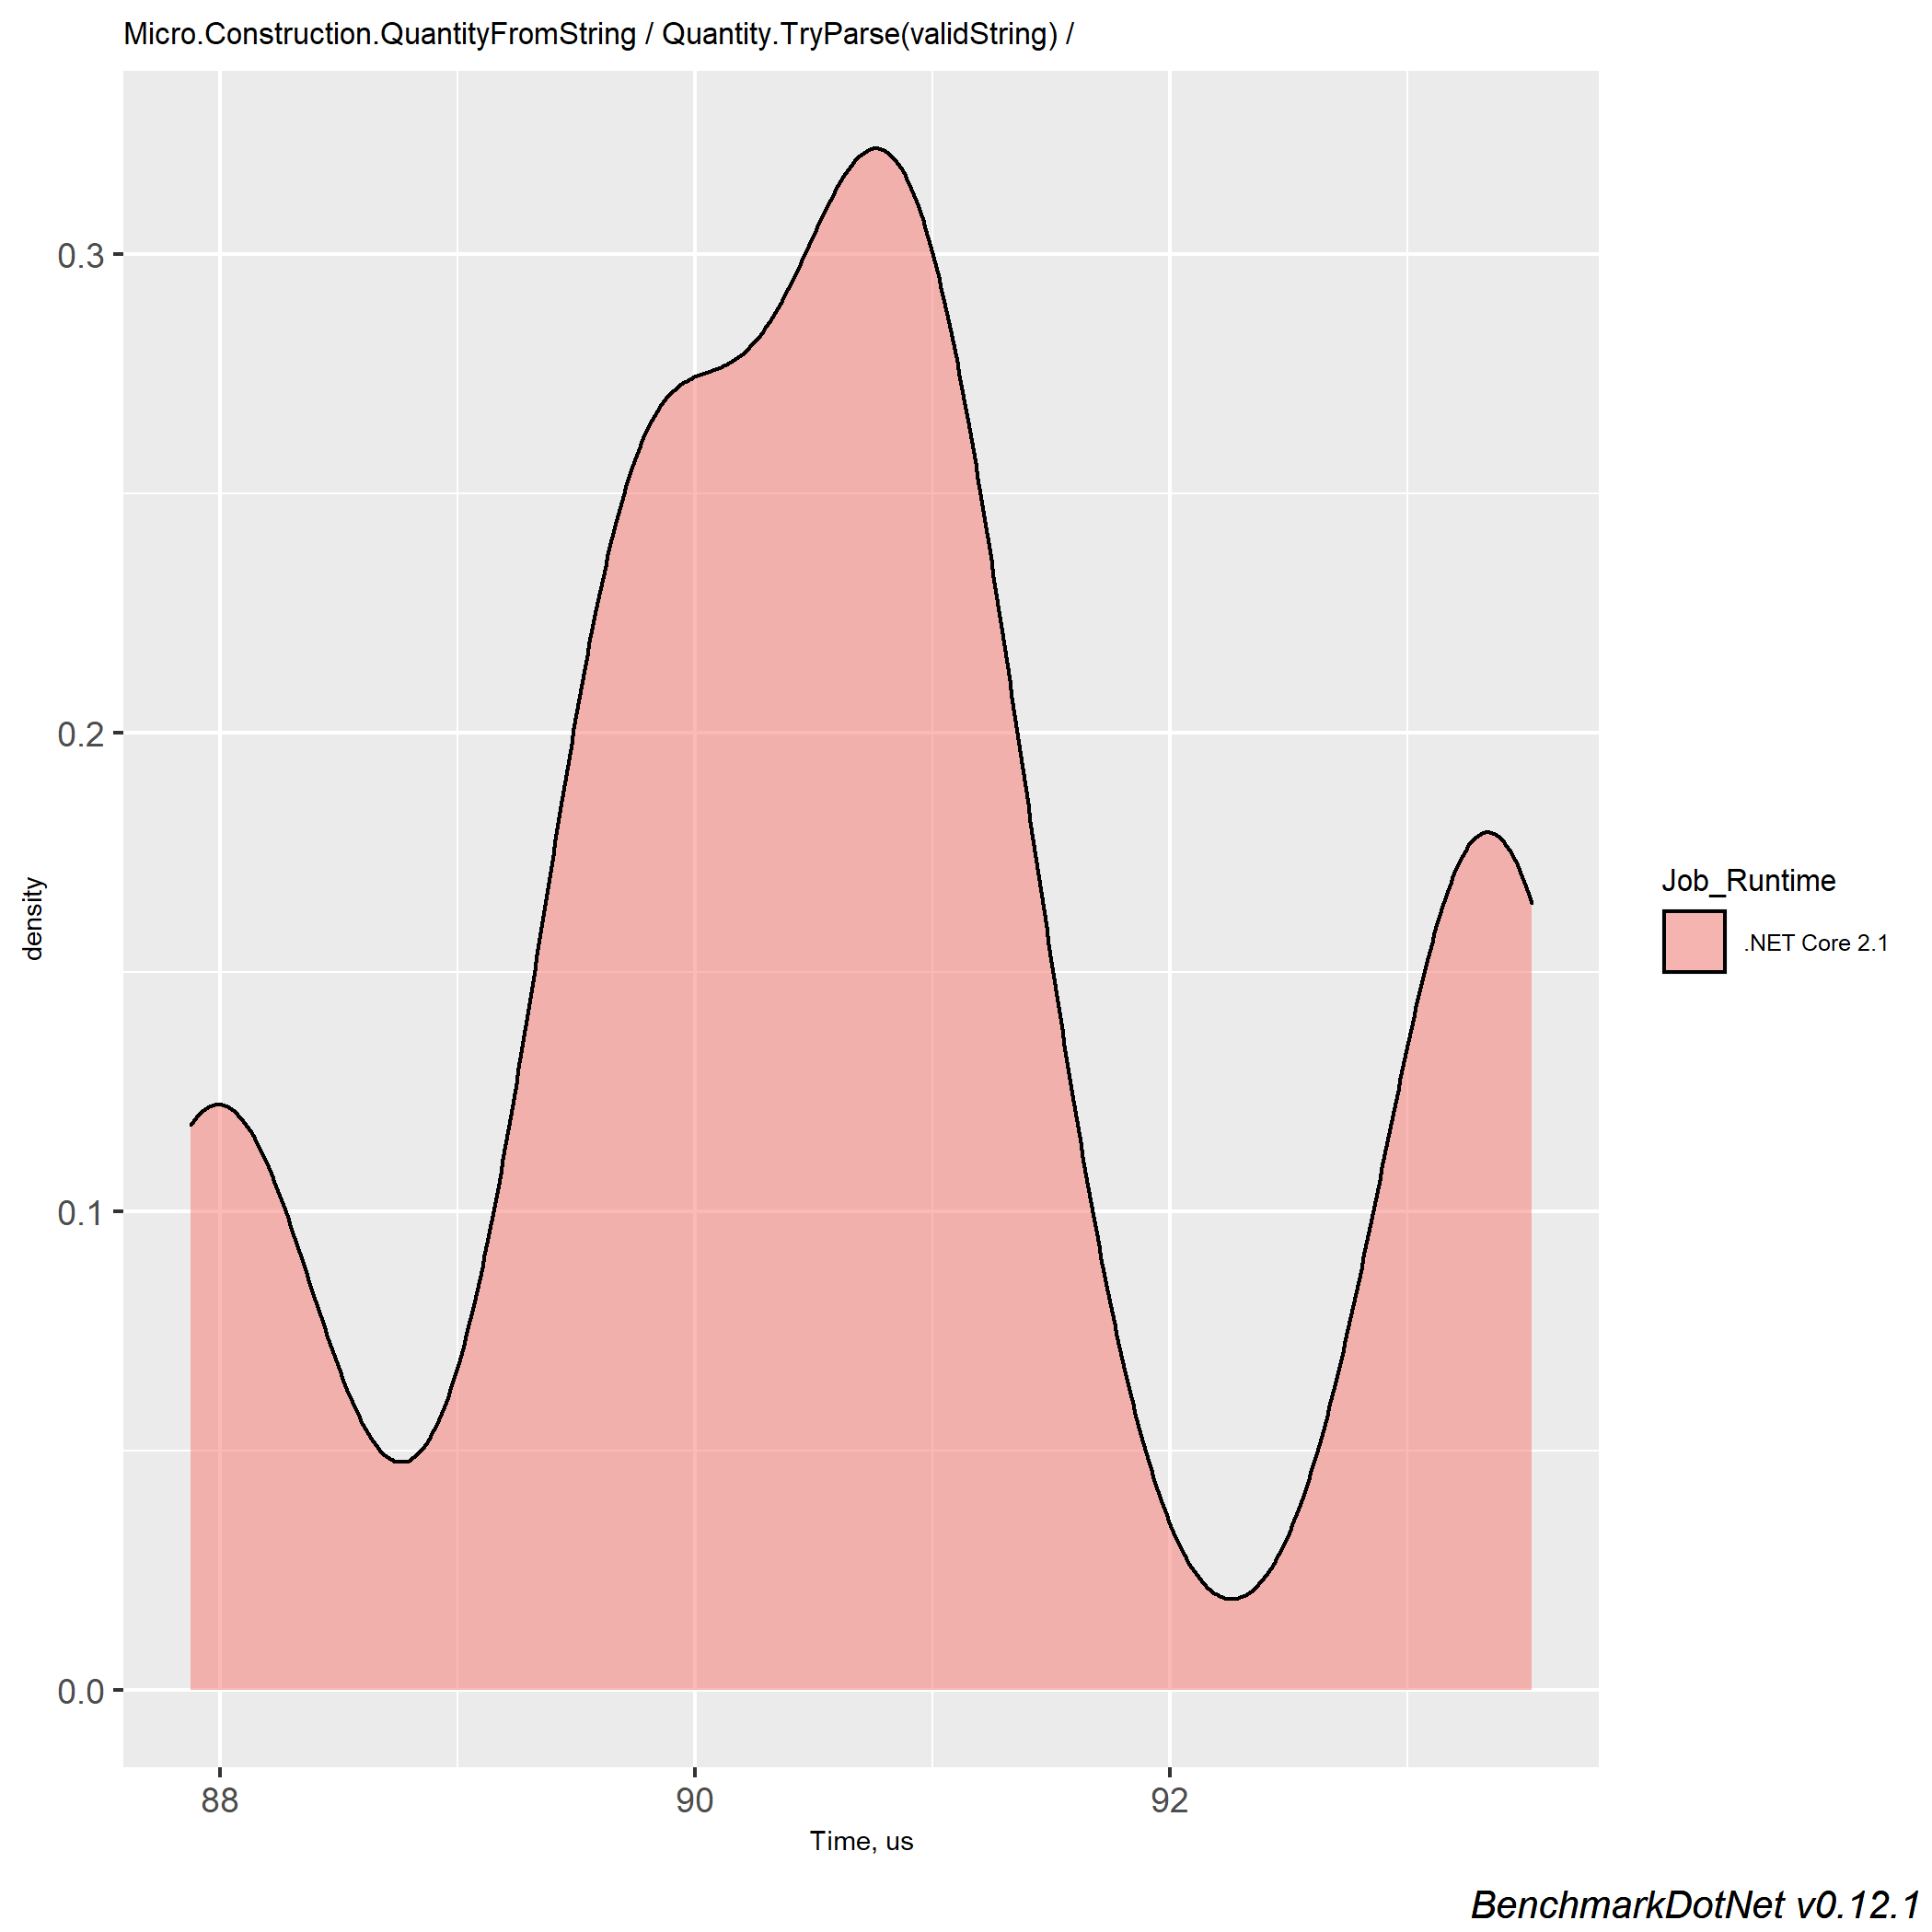 Micro.Construction.QuantityFromString / Quantity.TryParse(validString) /
0.3
0.2
0.1
0.0
density
88 90 92
Time, us
Job_Runtime
.NET Core 2.1
BenchmarkDotNet v0.12.1